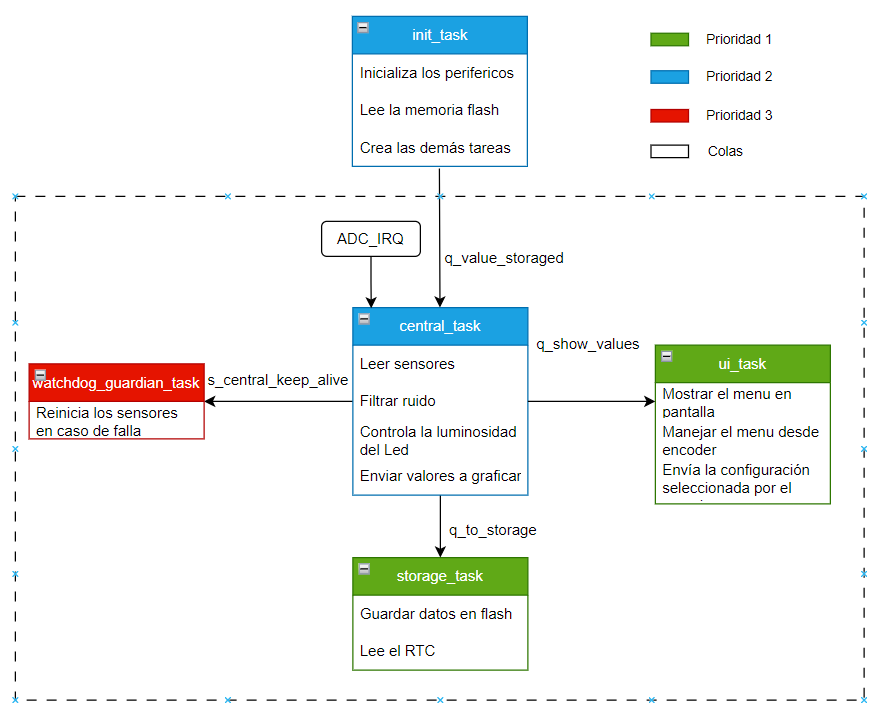 init_task
Inicializa los perifericos
Lee la memoria flash
Crea las demás tareas
Prioridad 1
Prioridad 2
Prioridad 3
Colas
ADC_IRQ
q_value_storaged
central_task
Leer sensores
Filtrar ruido
Controla la luminosidad
del Led
Enviar valores a graficar
s_central_keep_alive
watchdog_guardian_task
Reinicia los sensores
en caso de falla
q_show_values
ui_task
Mostrar el menu en
pantalla
Manejar el menu desde
encoder
Envía la configuración
seleccionada por el
q_to_storage
storage_task
Guardar datos en flash
Lee el RTC